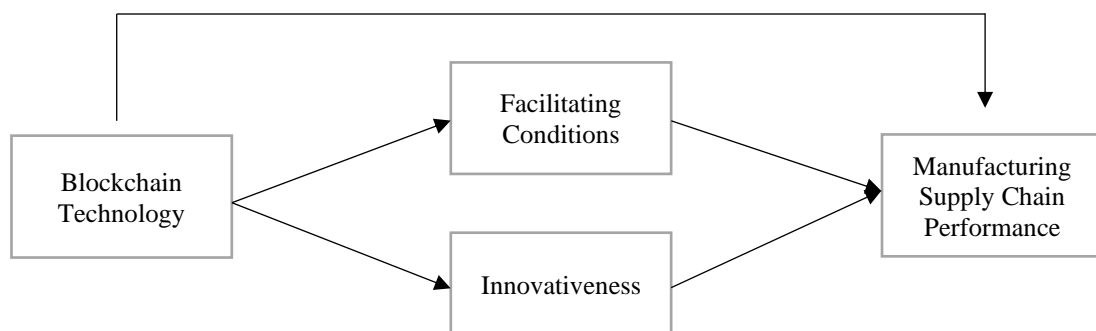 Facilitating
Conditions
Blockchain
Technology
Manufacturing
Supply Chain
Performance
Innovativeness